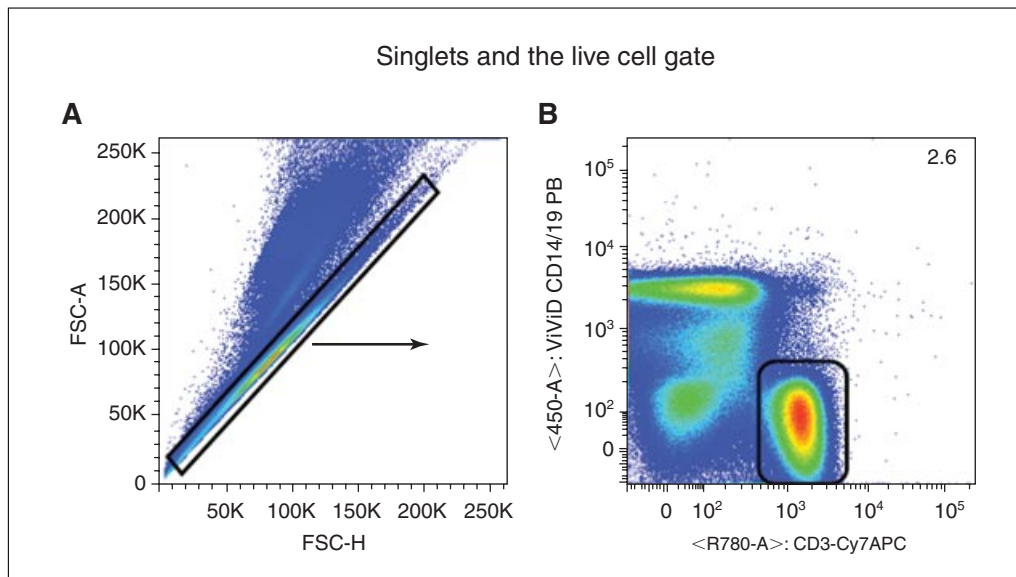 Singlets and the live cell gate
A
250K
200K
150K
100K
50K
0
FSC-A
50K 100K 150K 200K 250K
FSC-H
B
2.6
10⁵
10⁴
10³
10²
0
<450-A>: ViViD CD14/19 PB
0 10² 10³ 10⁴ 10⁵
<R780-A>: CD3-Cy7APC